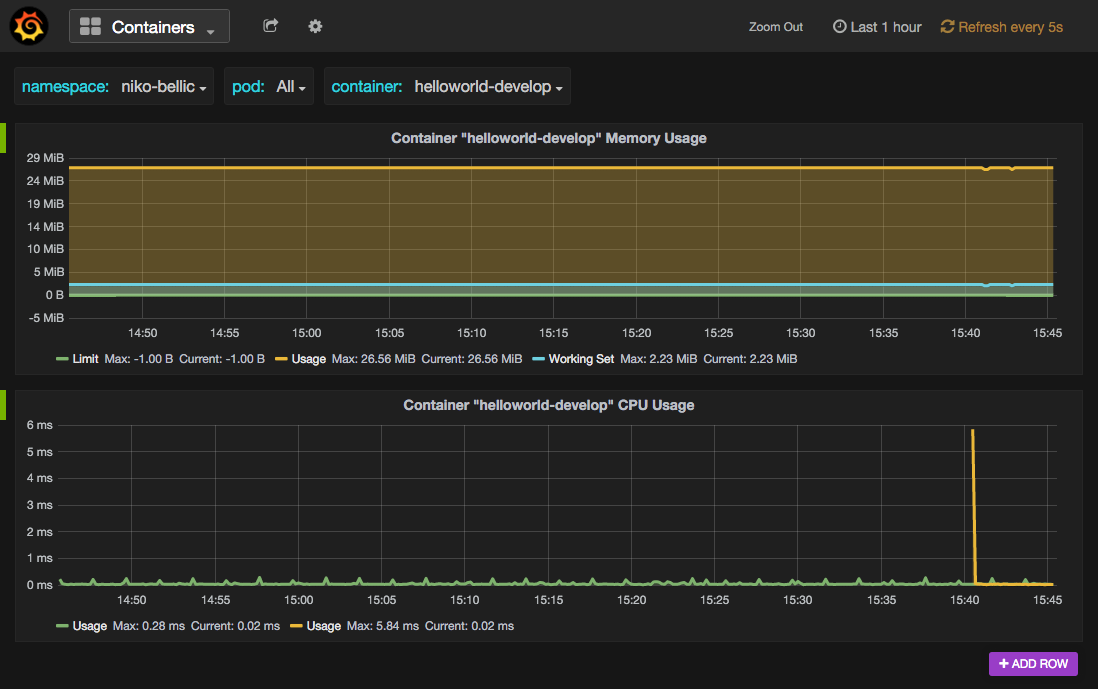 Containers Zoom Out Last 1 hour Refresh every 5s
namespace: niko-bellic pod: All container: helloworld-develop
Container "helloworld-develop" Memory Usage
29 MiB
24 MiB
19 MiB
14 MiB
10 MiB
5 MiB
0 B
-5 MiB
14:50 14:55 15:00 15:05 15:10 15:15 15:20 15:25 15:30 15:35 15:40 15:45
Limit Max: -1.00 B Current: -1.00 B Usage Max: 26.56 MiB Current: 26.56 MiB Working Set Max: 2.23 MiB Current: 2.23 MiB
Container "helloworld-develop" CPU Usage
6 ms
5 ms
4 ms
3 ms
2 ms
1 ms
0 ms
14:50 14:55 15:00 15:05 15:10 15:15 15:20 15:25 15:30 15:35 15:40 15:45
Usage Max: 0.28 ms Current: 0.02 ms Usage Max: 5.84 ms Current: 0.02 ms
+ ADD ROW